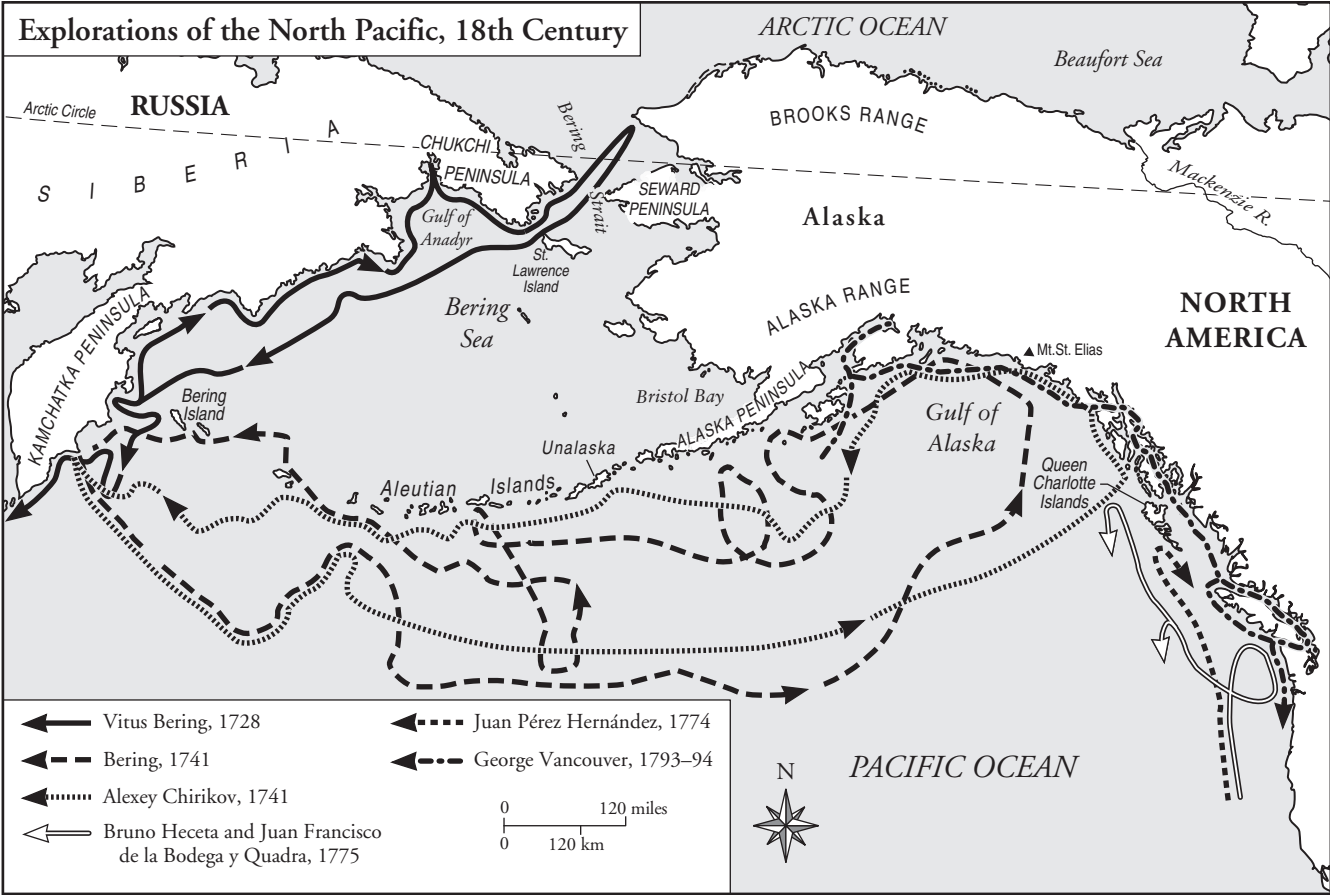 Explorations of the North Pacific, 18th Century
ARCTIC OCEAN
Beaufort Sea
Arctic Circle
RUSSIA
SIBERIA
CHUKCHI
PENINSULA
Bering
Strait
BROOKS RANGE
Mackenzie R.
SEWARD
PENINSULA
Gulf of
Anadyr
Alaska
St.
Lawrence
Island
Bering
Sea
ALASKA RANGE
NORTH
AMERICA
KAMCHATKA PENINSULA
Mt.St. Elias
Bering
Island
Bristol Bay
ALASKA PENINSULA
Gulf of
Alaska
Unalaska
Queen
Charlotte
Islands
Aleutian Islands
Vitus Bering, 1728
Bering, 1741
Alexey Chirikov, 1741
Bruno Heceta and Juan Francisco
de la Bodega y Quadra, 1775
Juan Pérez Hernández, 1774
George Vancouver, 1793–94
0 120 miles
0 120 km
N
PACIFIC OCEAN